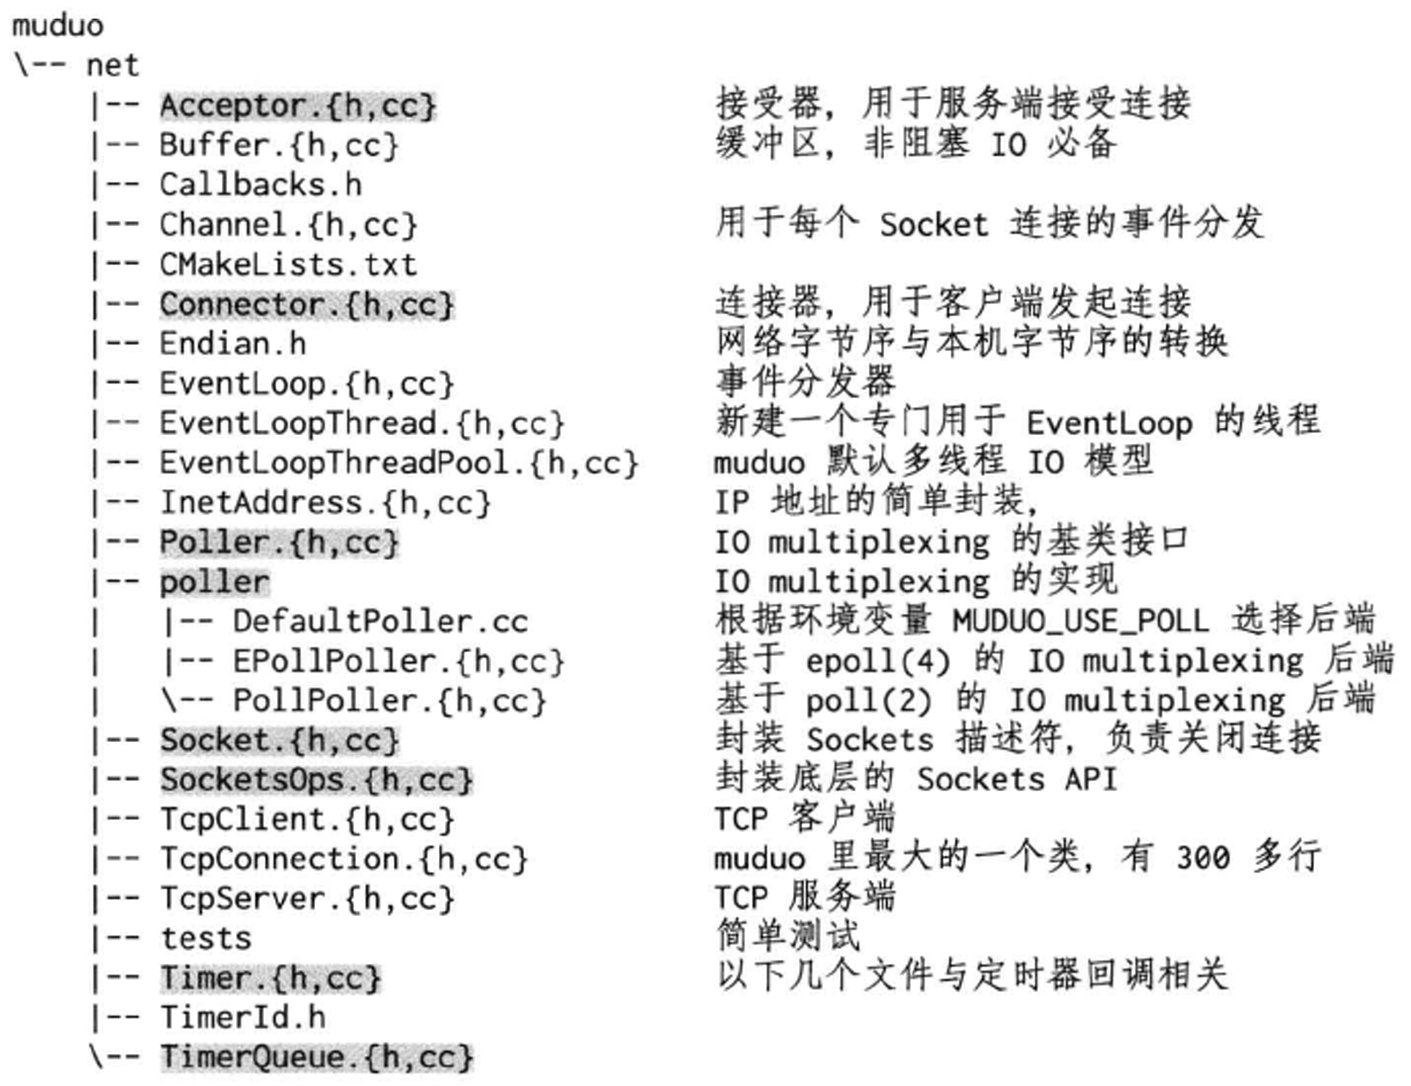 muduo
\-- net
|-- Acceptor.{h,cc} 接受器，用于服务端接受连接
|-- Buffer.{h,cc} 缓冲区，非阻塞 IO 必备
|-- Callbacks.h
|-- Channel.{h,cc} 用于每个 Socket 连接的事件分发
|-- CMakeLists.txt
|-- Connector.{h,cc} 连接器，用于客户端发起连接
|-- Endian.h 网络字节序与本机字节序的转换
|-- EventLoop.{h,cc} 事件分发器
|-- EventLoopThread.{h,cc} 新建一个专门用于 EventLoop 的线程
|-- EventLoopThreadPool.{h,cc} muduo 默认多线程 IO 模型
|-- InetAddress.{h,cc} IP 地址的简单封装，
|-- Poller.{h,cc} IO multiplexing 的基类接口
|-- poller IO multiplexing 的实现
| |-- DefaultPoller.cc 根据环境变量 MUDUO_USE_POLL 选择后端
| |-- EPollPoller.{h,cc} 基于 epoll(4) 的 IO multiplexing 后端
| \-- PollPoller.{h,cc} 基于 poll(2) 的 IO multiplexing 后端
|-- Socket.{h,cc} 封装 Sockets 描述符，负责关闭连接
|-- SocketsOps.{h,cc} 封装底层的 Sockets API
|-- TcpClient.{h,cc} TCP 客户端
|-- TcpConnection.{h,cc} muduo 里最大的一个类，有 300 多行
|-- TcpServer.{h,cc} TCP 服务端
|-- tests 简单测试
|-- Timer.{h,cc} 以下几个文件与定时器回调相关
|-- TimerId.h
\-- TimerQueue.{h,cc}